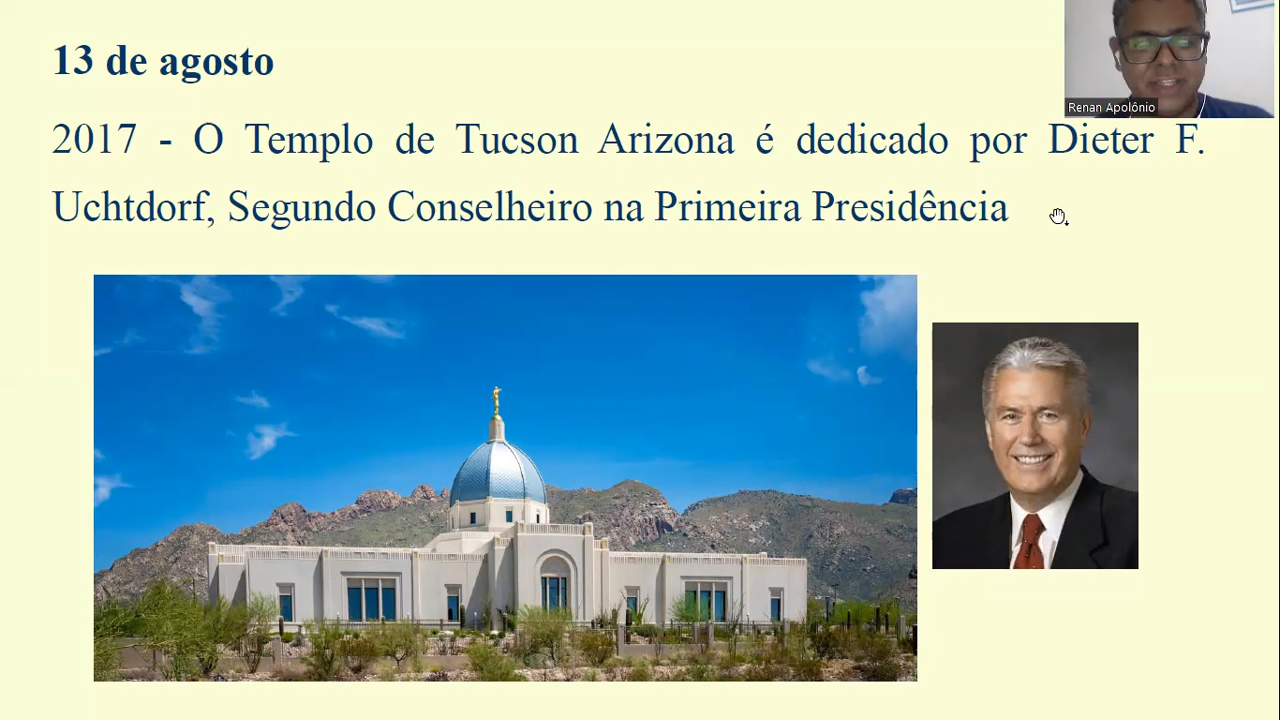 13 de agosto
2017 - O Templo de Tucson Arizona é dedicado por Dieter F.
Uchtdorf, Segundo Conselheiro na Primeira Presidência
Renan Apolônio